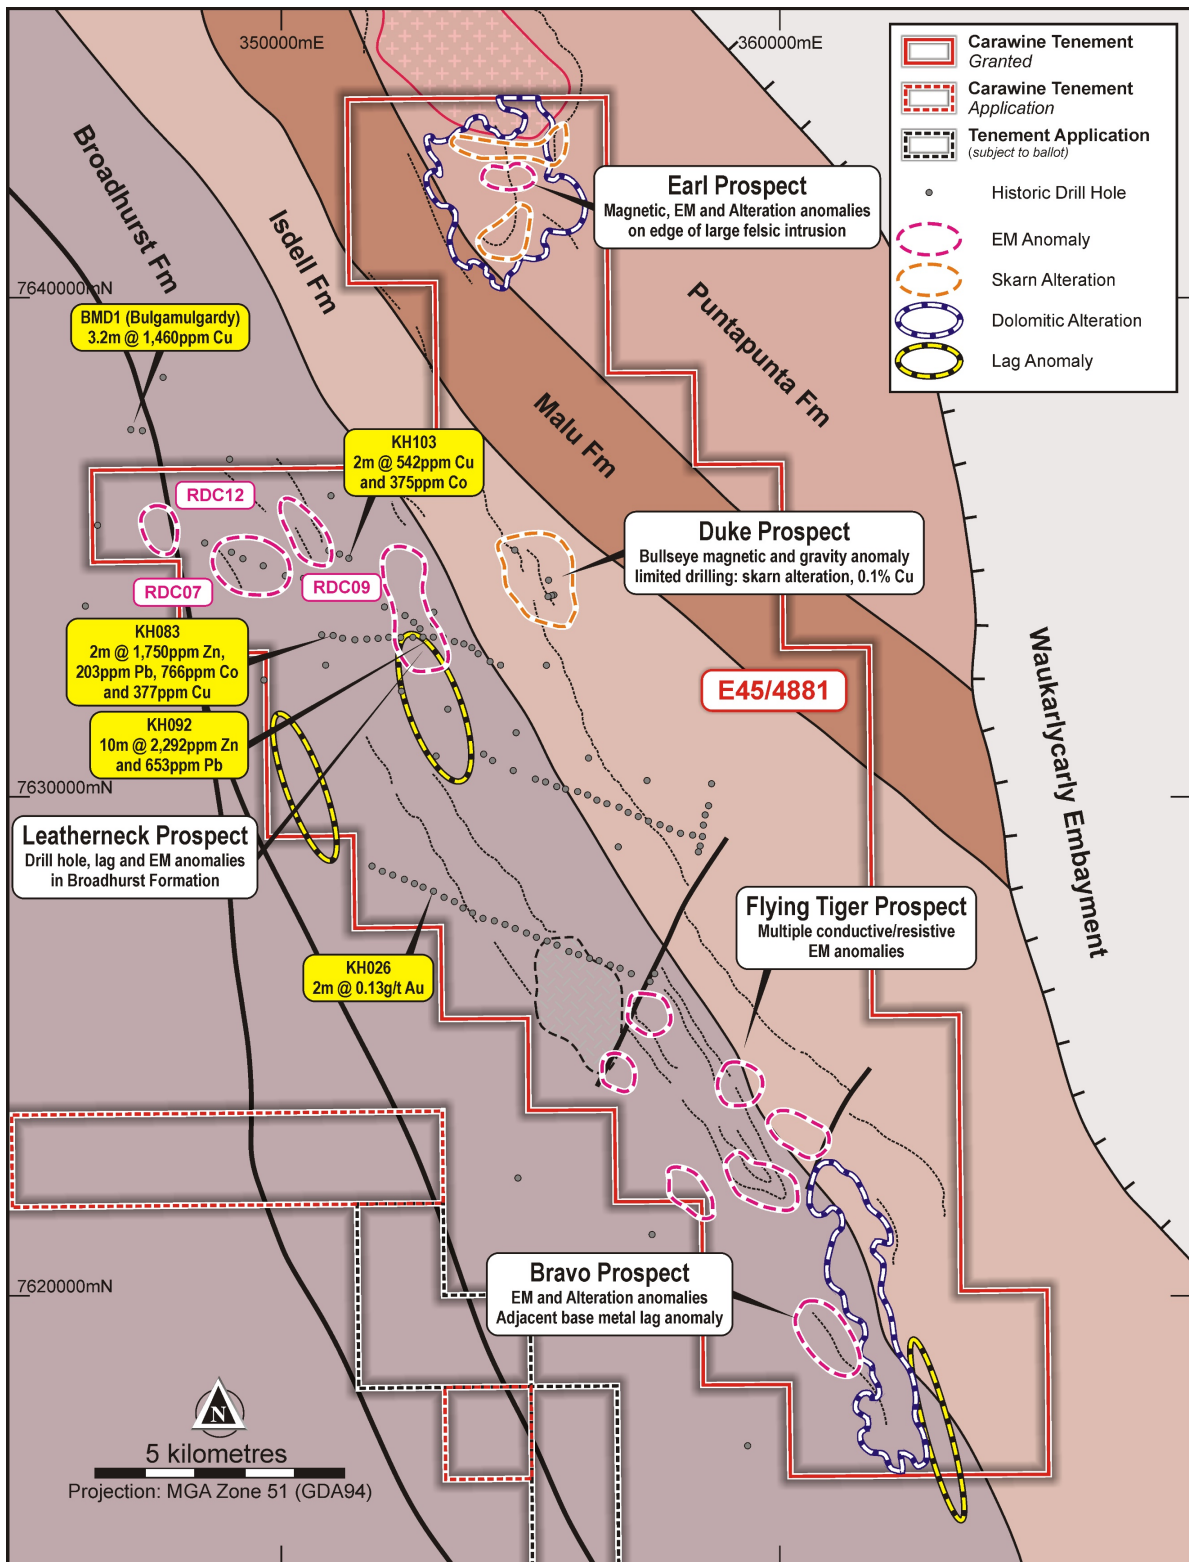 350000mE
360000mE
Carawine Tenement
Granted
Carawine Tenement
Application
Tenement Application
(subject to ballot)
Historic Drill Hole
EM Anomaly
Skarn Alteration
Dolomitic Alteration
Lag Anomaly
Broadhurst Fm
Isdell Fm
Earl Prospect
Magnetic, EM and Alteration anomalies
on edge of large felsic intrusion
7640000mN
Puntapunta Fm
BMD1 (Bulgamulgardy)
3.2m @ 1,460ppm Cu
Malu Fm
KH103
2m @ 542ppm Cu
and 375ppm Co
RDC12
Duke Prospect
Bullseye magnetic and gravity anomaly
limited drilling: skarn alteration, 0.1% Cu
RDC07
RDC09
KH083
2m @ 1,750ppm Zn,
203ppm Pb, 766ppm Co
and 377ppm Cu
E45/4881
Waukarlycarly Embayment
KH092
10m @ 2,292ppm Zn
and 653ppm Pb
7630000mN
Leatherneck Prospect
Drill hole, lag and EM anomalies
in Broadhurst Formation
Flying Tiger Prospect
Multiple conductive/resistive
EM anomalies
KH026
2m @ 0.13g/t Au
7620000mN
Bravo Prospect
EM and Alteration anomalies
Adjacent base metal lag anomaly
N
5 kilometres
Projection: MGA Zone 51 (GDA94)